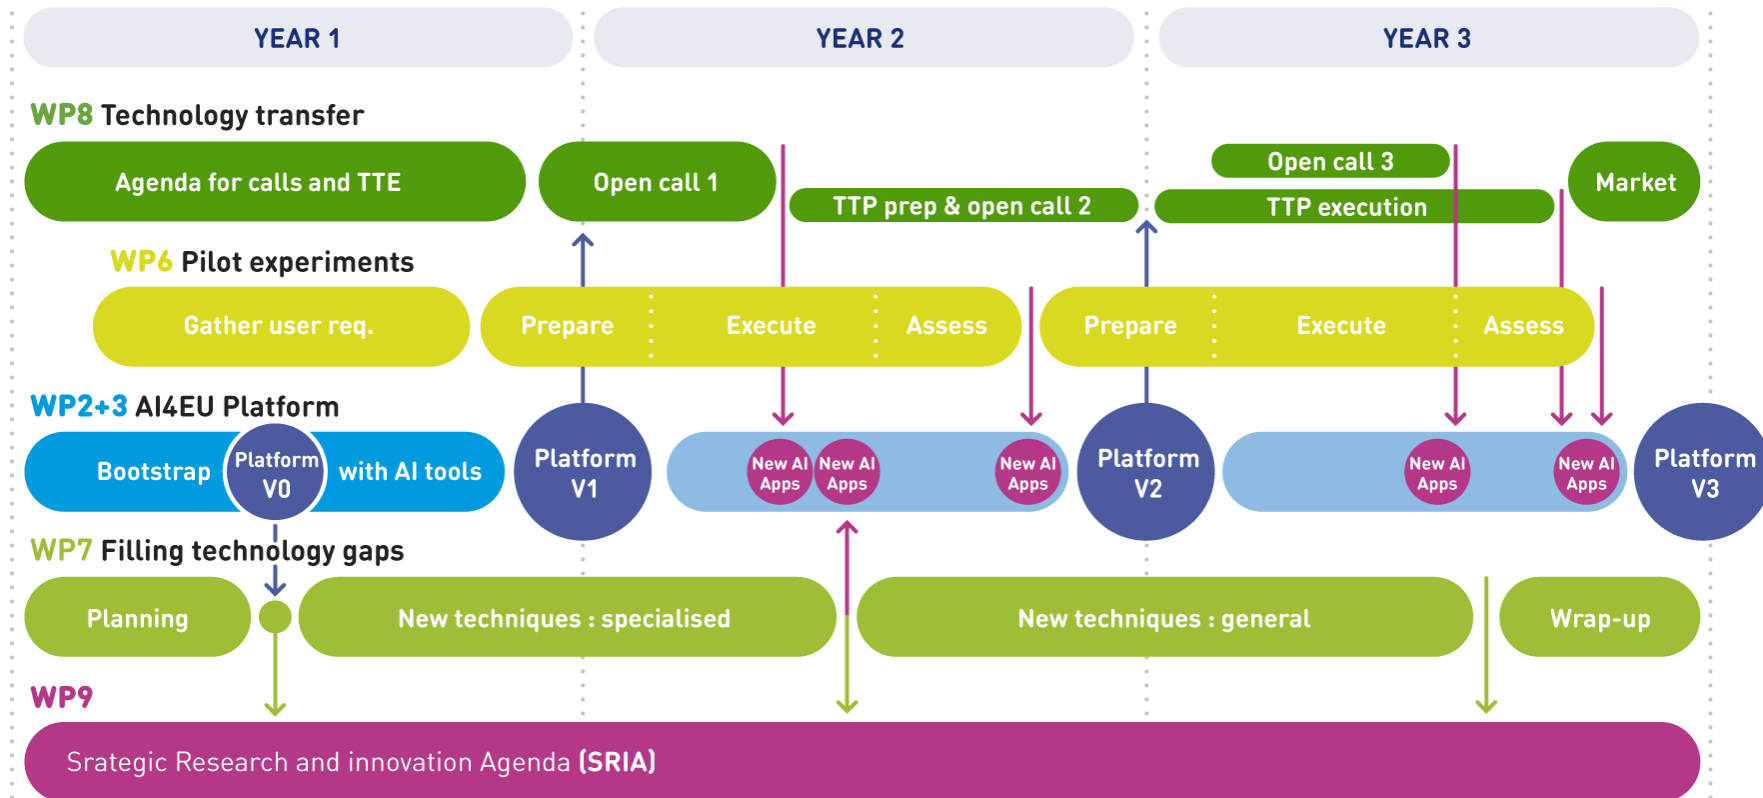 YEAR 1
YEAR 2
YEAR 3
WP8 Technology transfer
Agenda for calls and TTE
Open call 1
TTP prep & open call 2
Open call 3
TTP execution
Market
WP6 Pilot experiments
Gather user req.
Prepare
Execute
Assess
Prepare
Execute
Assess
WP2+3 AI4EU Platform
Bootstrap
Platform
V0
with AI tools
Platform
V1
New AI
Apps
New AI
Apps
New AI
Apps
Platform
V2
New AI
Apps
New AI
Apps
Platform
V3
WP7 Filling technology gaps
Planning
New techniques : specialised
New techniques : general
Wrap-up
WP9
Srategic Research and innovation Agenda (SRIA)